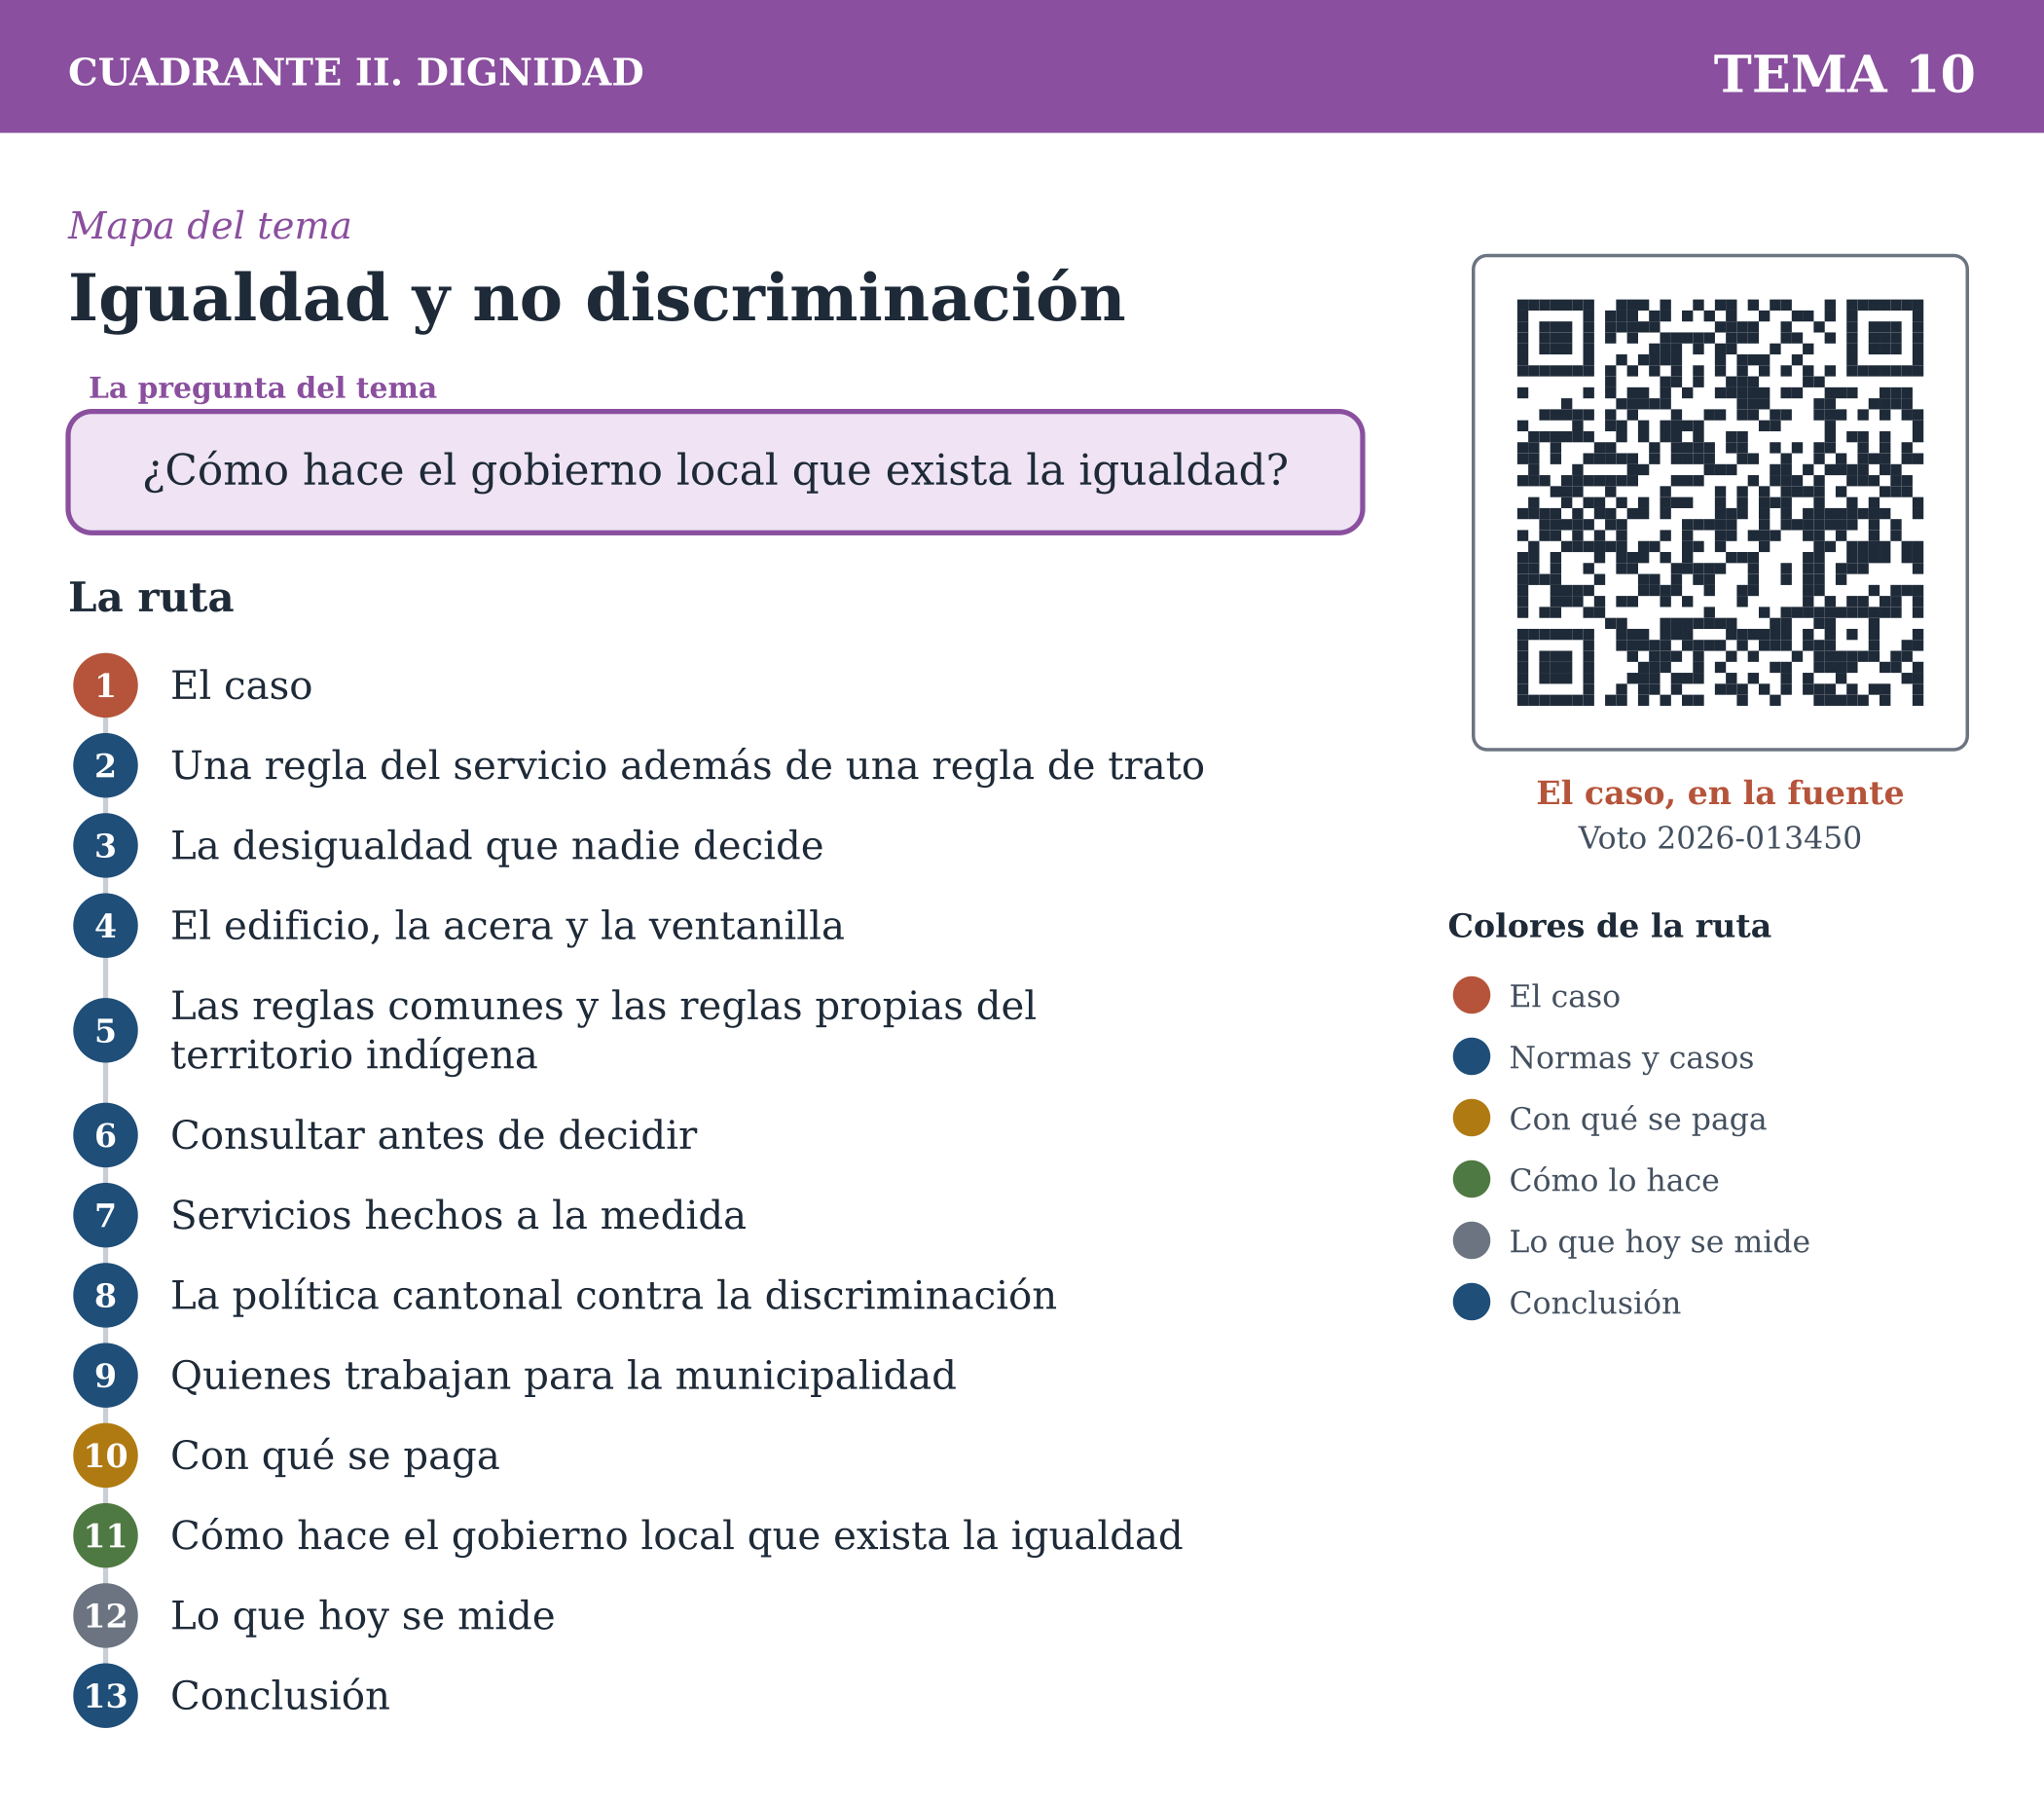 CUADRANTE II. DIGNIDAD
TEMA 10
Mapa del tema
Igualdad y no discriminación
La pregunta del tema
¿Cómo hace el gobierno local que exista la igualdad?
La ruta
1 El caso
2 Una regla del servicio además de una regla de trato
3 La desigualdad que nadie decide
4 El edificio, la acera y la ventanilla
5 Las reglas comunes y las reglas propias del
territorio indígena
6 Consultar antes de decidir
7 Servicios hechos a la medida
8 La política cantonal contra la discriminación
9 Quienes trabajan para la municipalidad
10 Con qué se paga
11 Cómo hace el gobierno local que exista la igualdad
12 Lo que hoy se mide
13 Conclusión
El caso, en la fuente
Voto 2026-013450
Colores de la ruta
El caso
Normas y casos
Con qué se paga
Cómo lo hace
Lo que hoy se mide
Conclusión